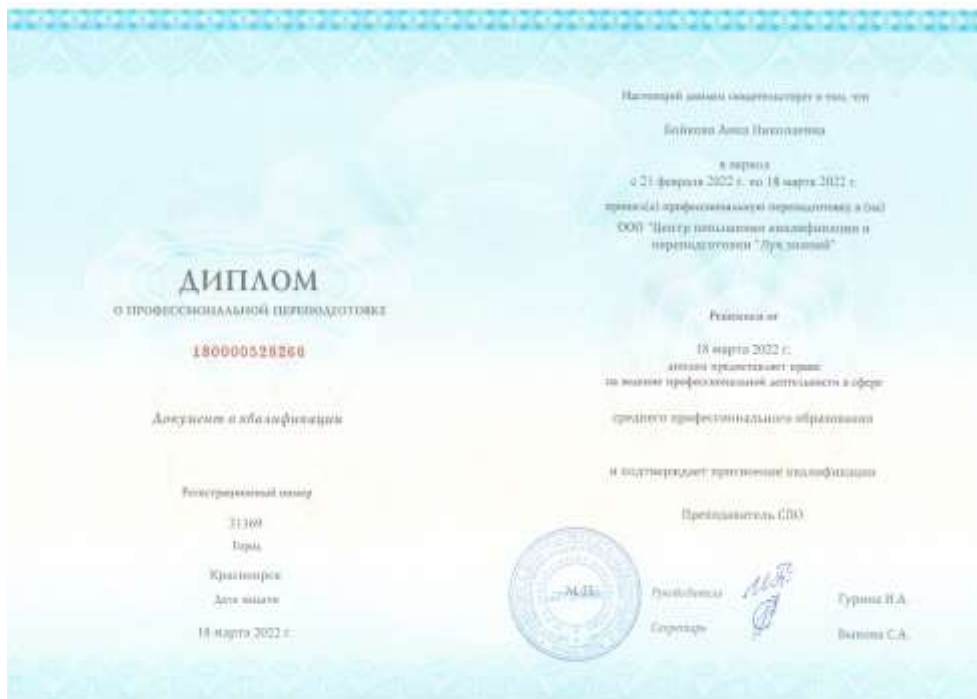 ДИПЛОМ
О ПРОФЕССИОНАЛЬНОЙ ПЕРЕПОДГОТОВКЕ
180000528266
Документ о квалификации
Регистрационный номер
31369
Город
Красноярск
Дата выдачи
18 марта 2022 г.
Настоящий диплом свидетельствует о том, что
Бойкова Анна Николаевна
в период
с 21 февраля 2022 г. по 18 марта 2022 г.
прошел(а) профессиональную переподготовку в (на)
ООО "Центр повышения квалификации и
переподготовки "Луч знаний"
Решением от
18 марта 2022 г.
диплом предоставляет право
на ведение профессиональной деятельности в сфере
среднего профессионального образования
и подтверждает присвоение квалификации
Преподаватель СПО
М.П.
Руководитель
Гурина И.А.
Секретарь
С.А.